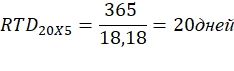 RTD₂₀X₅ = 365 / 18,18 = 20дней